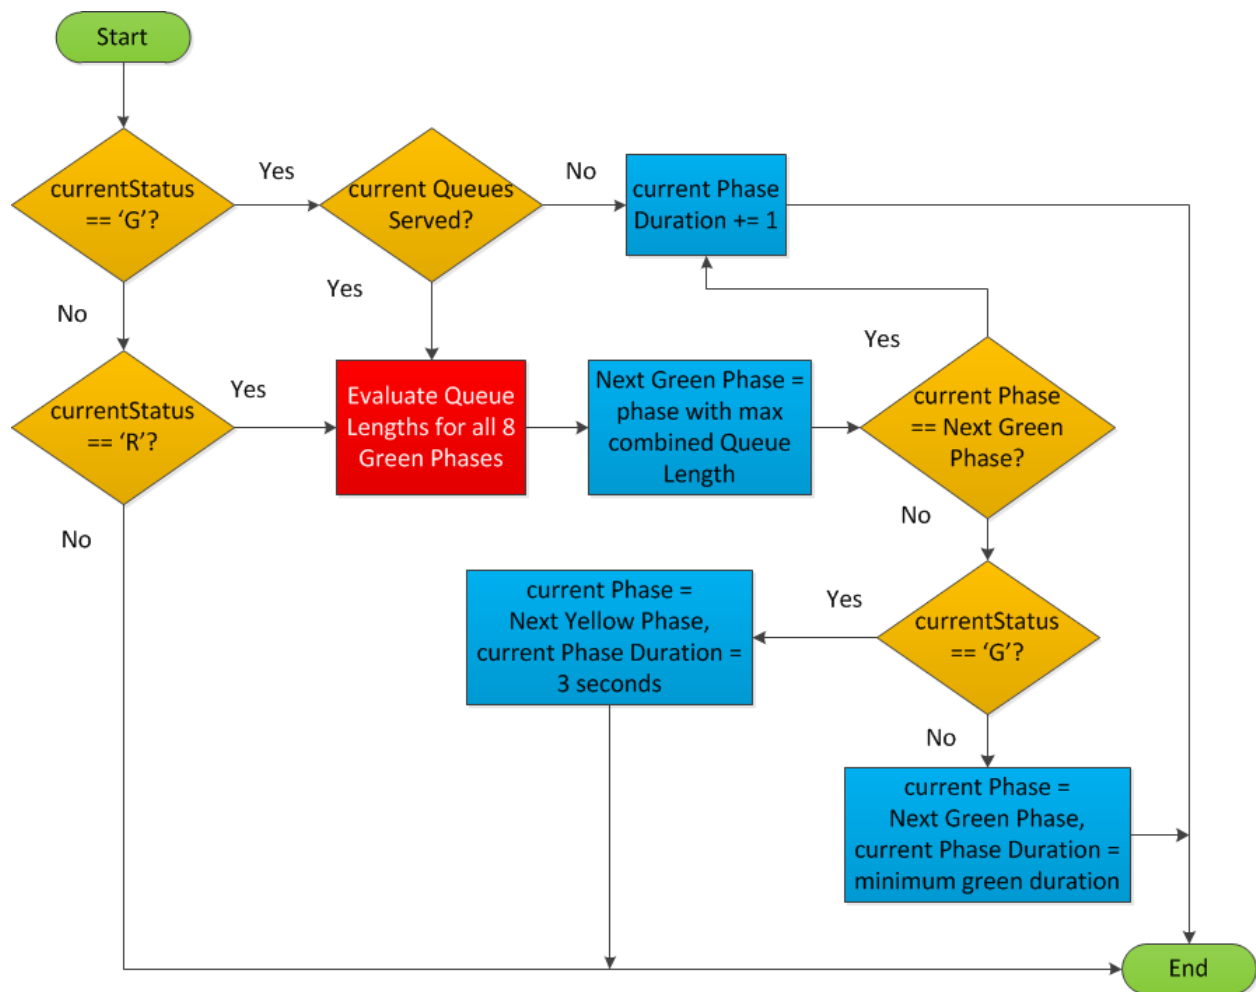 Start
currentStatus
== ‘G’?
Yes
current Queues
Served?
No
current Phase
Duration += 1
No
Yes
currentStatus
== ‘R’?
Yes
Evaluate Queue
Lengths for all 8
Green Phases
Next Green Phase =
phase with max
combined Queue
Length
Yes
current Phase
== Next Green
Phase?
No
No
current Phase =
Next Yellow Phase,
current Phase Duration =
3 seconds
Yes
currentStatus
== ‘G’?
No
current Phase =
Next Green Phase,
current Phase Duration =
minimum green duration
End